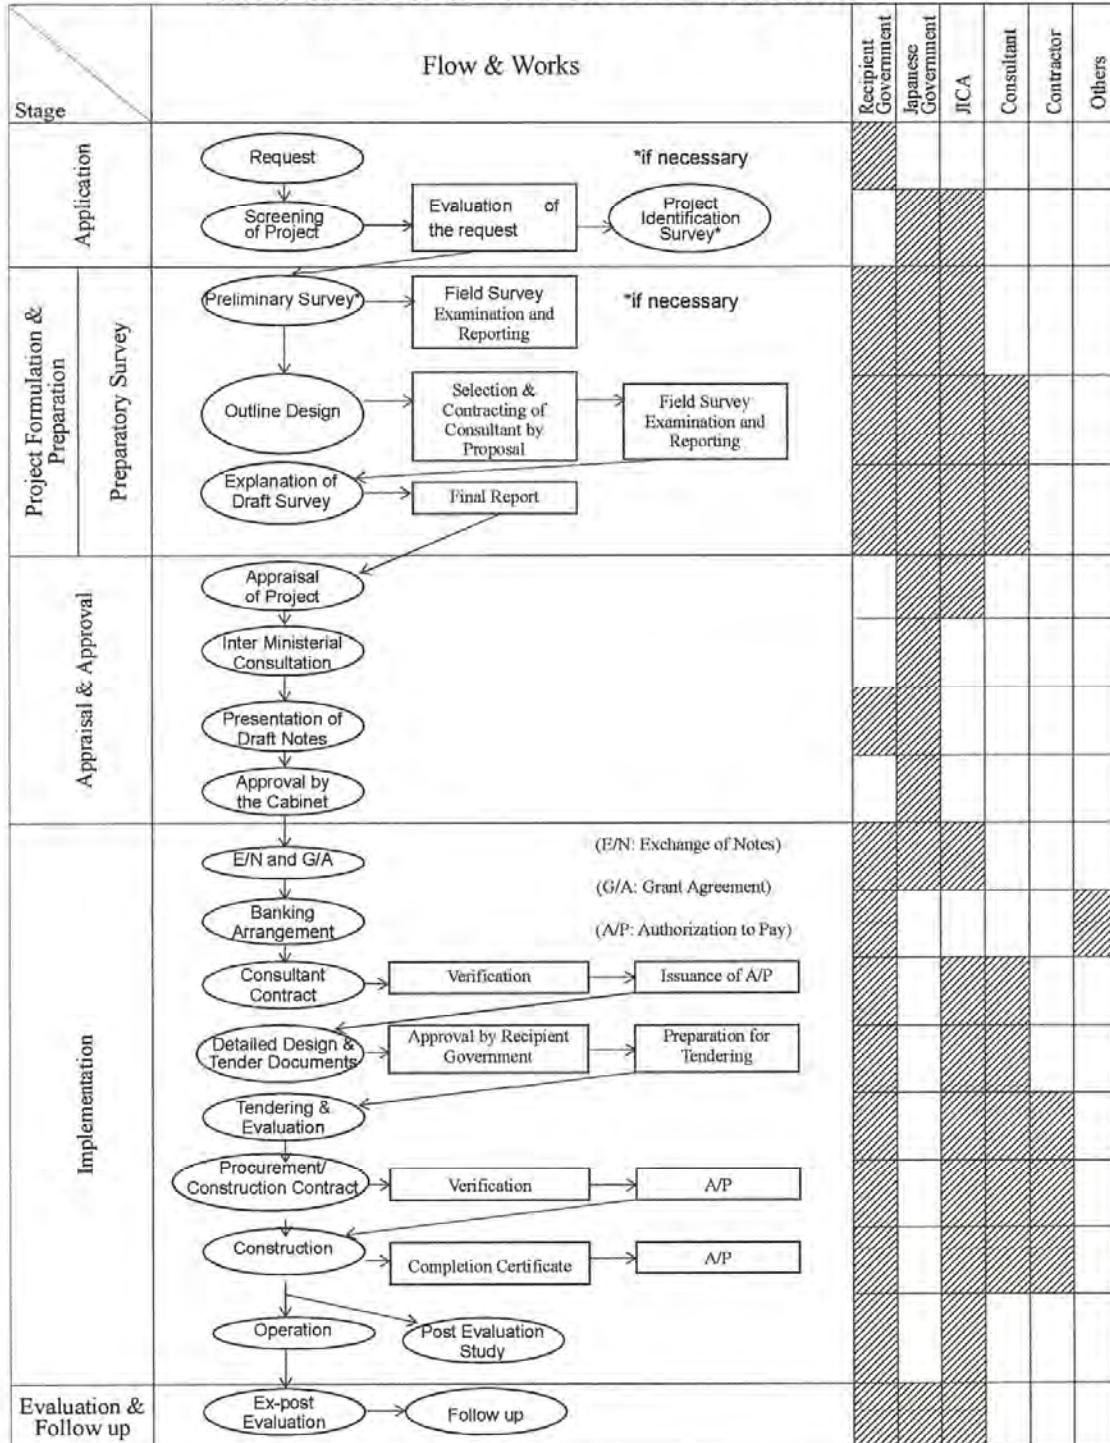 Stage
Flow & Works
Recipient
Government
Japanese
Government
JICA
Consultant
Contractor
Others
Application
Request
*if necessary
Screening
of Project
Evaluation of
the request
Project
Identification
Survey*
Project Formulation &
Preparation
Preparatory Survey
Preliminary Survey*
Field Survey
Examination and
Reporting
*if necessary
Outline Design
Selection &
Contracting of
Consultant by
Proposal
Field Survey
Examination and
Reporting
Explanation of
Draft Survey
Final Report
Appraisal & Approval
Appraisal
of Project
Inter Ministerial
Consultation
Presentation of
Draft Notes
Approval by
the Cabinet
Implementation
E/N and G/A
(E/N: Exchange of Notes)
(G/A: Grant Agreement)
Banking
Arrangement
(A/P: Authorization to Pay)
Consultant
Contract
Verification
Issuance of A/P
Detailed Design &
Tender Documents
Approval by Recipient
Government
Preparation for
Tendering
Tendering &
Evaluation
Procurement/
Construction Contract
Verification
A/P
Construction
Completion Certificate
A/P
Operation
Post Evaluation
Study
Evaluation &
Follow up
Ex-post
Evaluation
Follow up